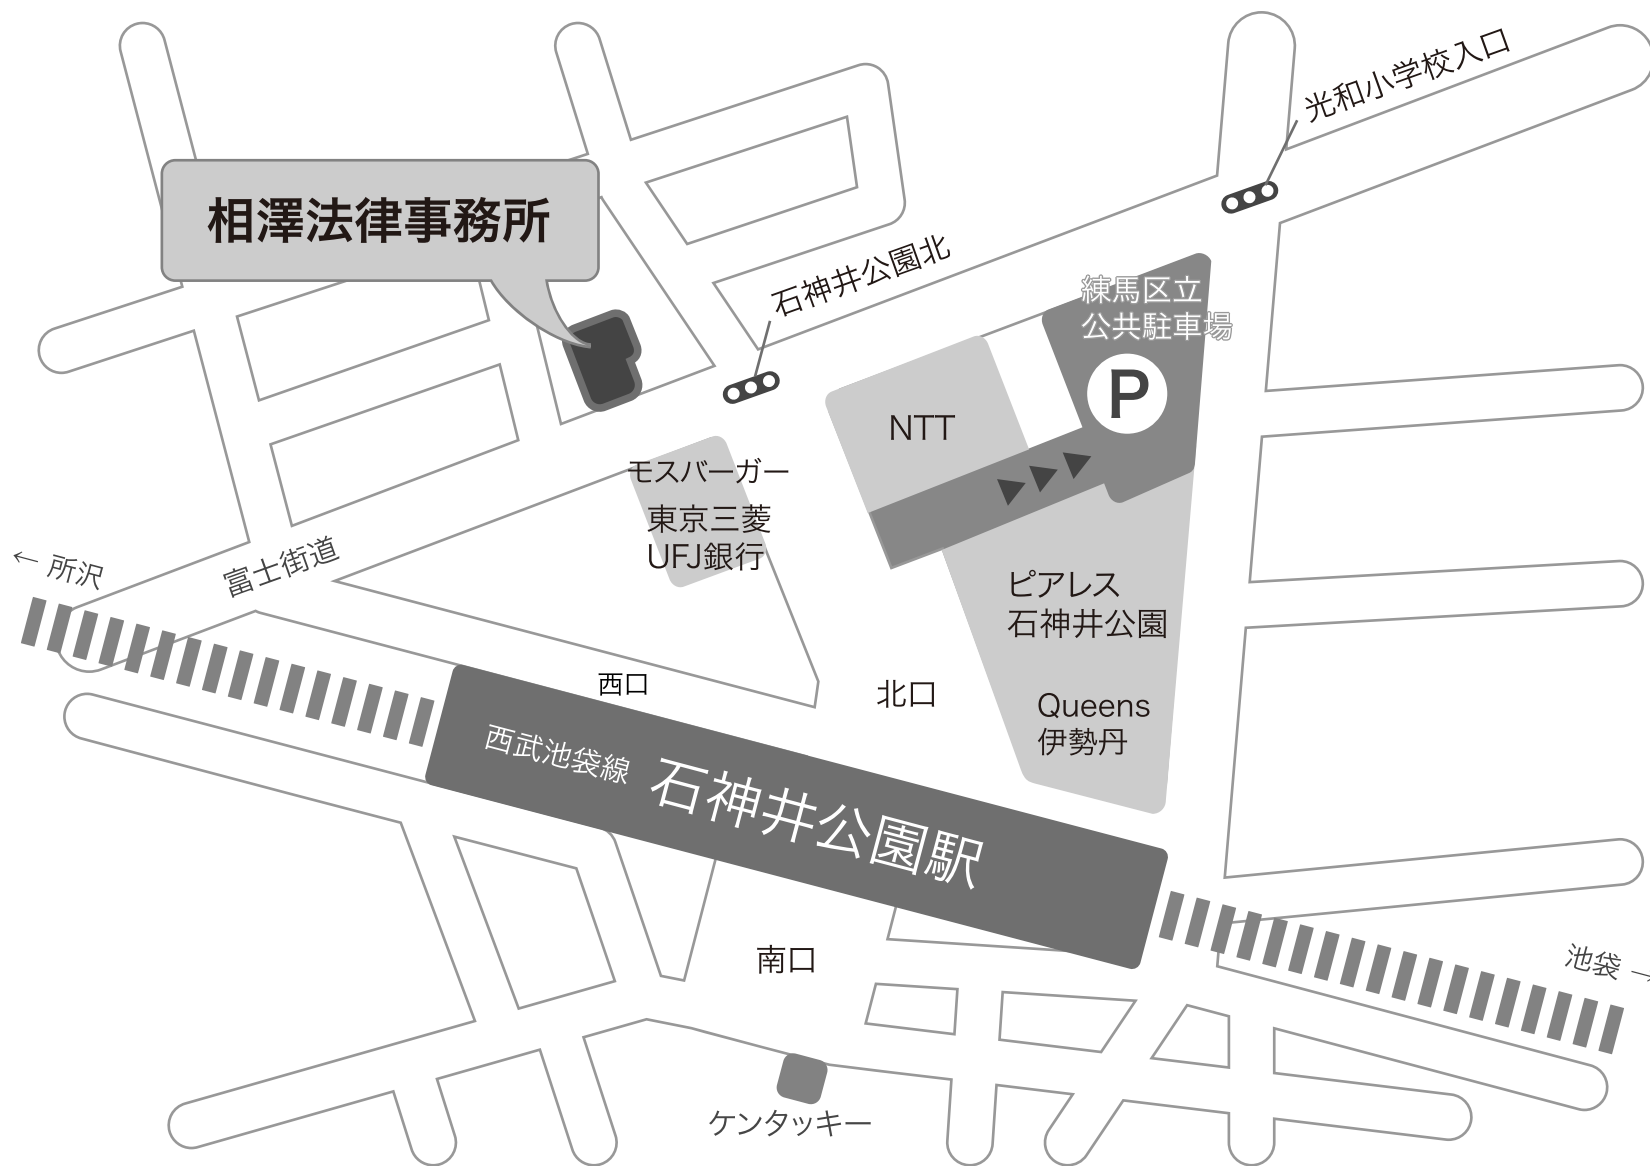 光和小学校入口
相澤法律事務所
石神井公園北
練馬区立
公共駐車場
P
NTT
モスバーガー
東京三菱
UFJ銀行
富士街道
← 所沢
ピアレス
石神井公園
西口
北口
Queens
伊勢丹
西武池袋線 石神井公園駅
南口
池袋 →
ケンタッキー